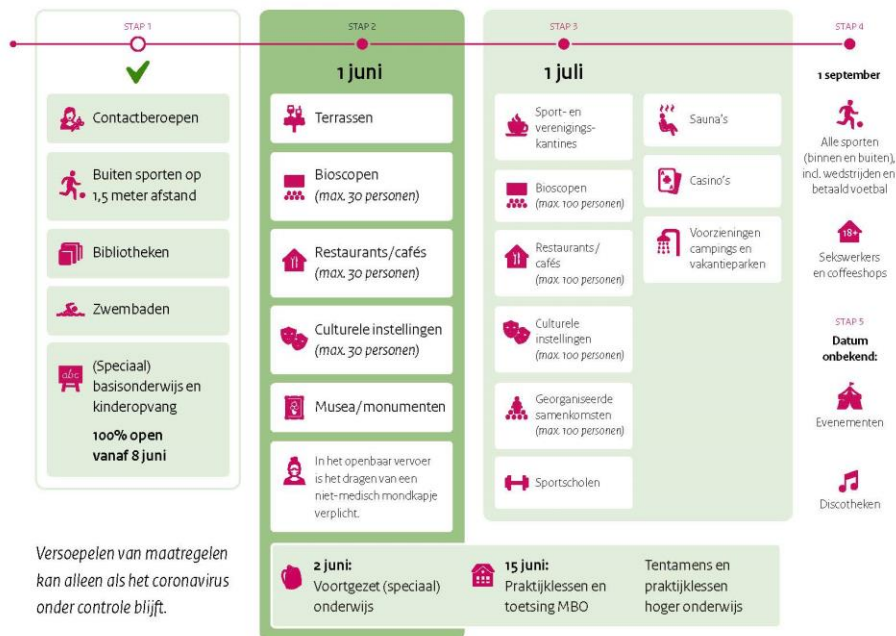 STAP 1
Contactberoepen
Buiten sporten op
1,5 meter afstand
Bibliotheken
Zwembaden
abc
(Speciaal)
basisonderwijs en
kinderopvang
100% open
vanaf 8 juni
STAP 2
1 juni
Terrassen
Bioscopen
(max. 30 personen)
Restaurants/cafés
(max. 30 personen)
Culturele instellingen
(max. 30 personen)
Musea/monumenten
In het openbaar vervoer
is het dragen van een
niet-medisch mondkapje
verplicht.
STAP 3
1 juli
Sport- en
verenigings-
kantines
Bioscopen
(max. 100 personen)
Restaurants/
cafés
(max. 100 personen)
Culturele
instellingen
(max. 100 personen)
Georganiseerde
samenkomsten
(max. 100 personen)
Sportscholen
Sauna's
A
Casino's
Voorzieningen
campings en
vakantieparken
STAP 4
1 september
Alle sporten
(binnen en buiten),
incl. wedstrijden en
betaald voetbal
18+
Sekswerkers
en coffeeshops
STAP 5
Datum
onbekend:
Evenementen
Discotheken
Versoepelen van maatregelen
kan alleen als het coronavirus
onder controle blijft.
2 juni:
Voortgezet (speciaal)
onderwijs
15 juni:
Praktijklessen en
toetsing MBO
Tentamens en
praktijklessen
hoger onderwijs